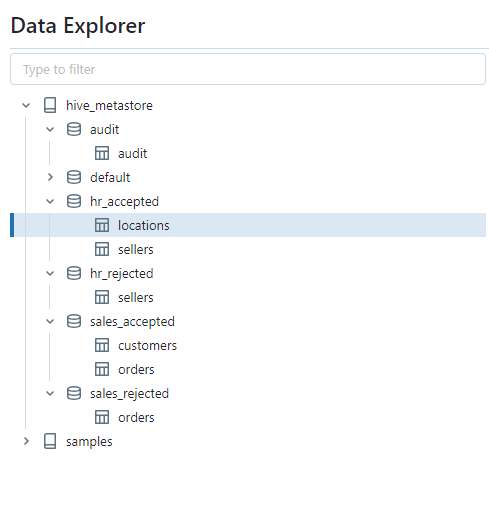 Data Explorer
Type to filter
hive_metastore
audit
audit
default
hr_accepted
locations
sellers
hr_rejected
sellers
sales_accepted
customers
orders
sales_rejected
orders
samples